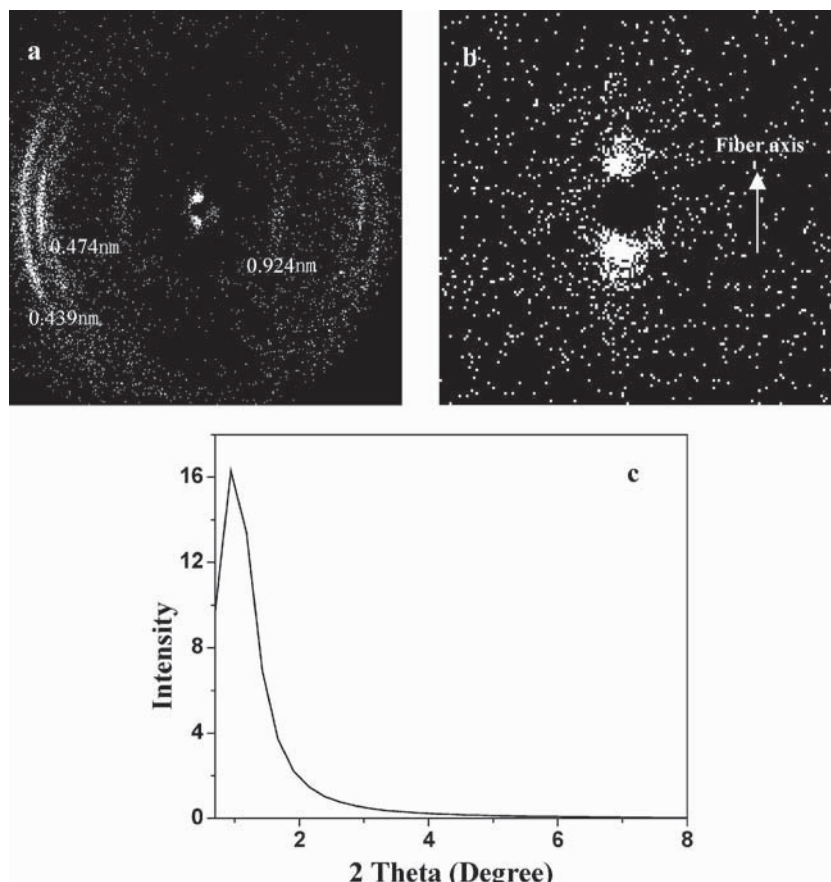 a
0.474nm
0.924nm
0.439nm
b
Fiber axis
c
16
12
8
4
0
Intensity
2
4
6
8
2 Theta (Degree)